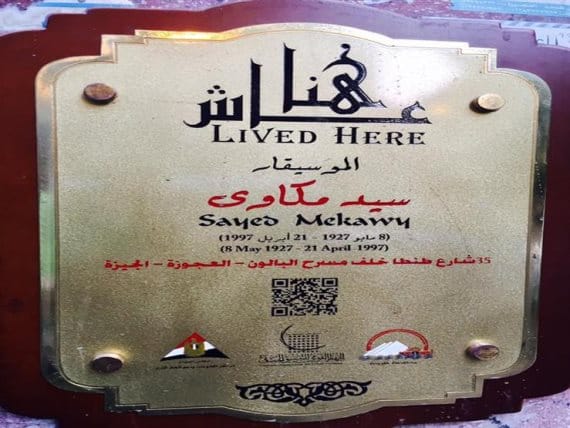 عاش هنا
LIVED HERE
الموسيقار
سيد مكاوى
Sayed Mekawy
(8 مايو 1927 - 21 أبريل 1997)
(8 May 1927 - 21 April-1997)
35 شارع طنطا خلف مسرح البالون - العجوزة - الجيزة